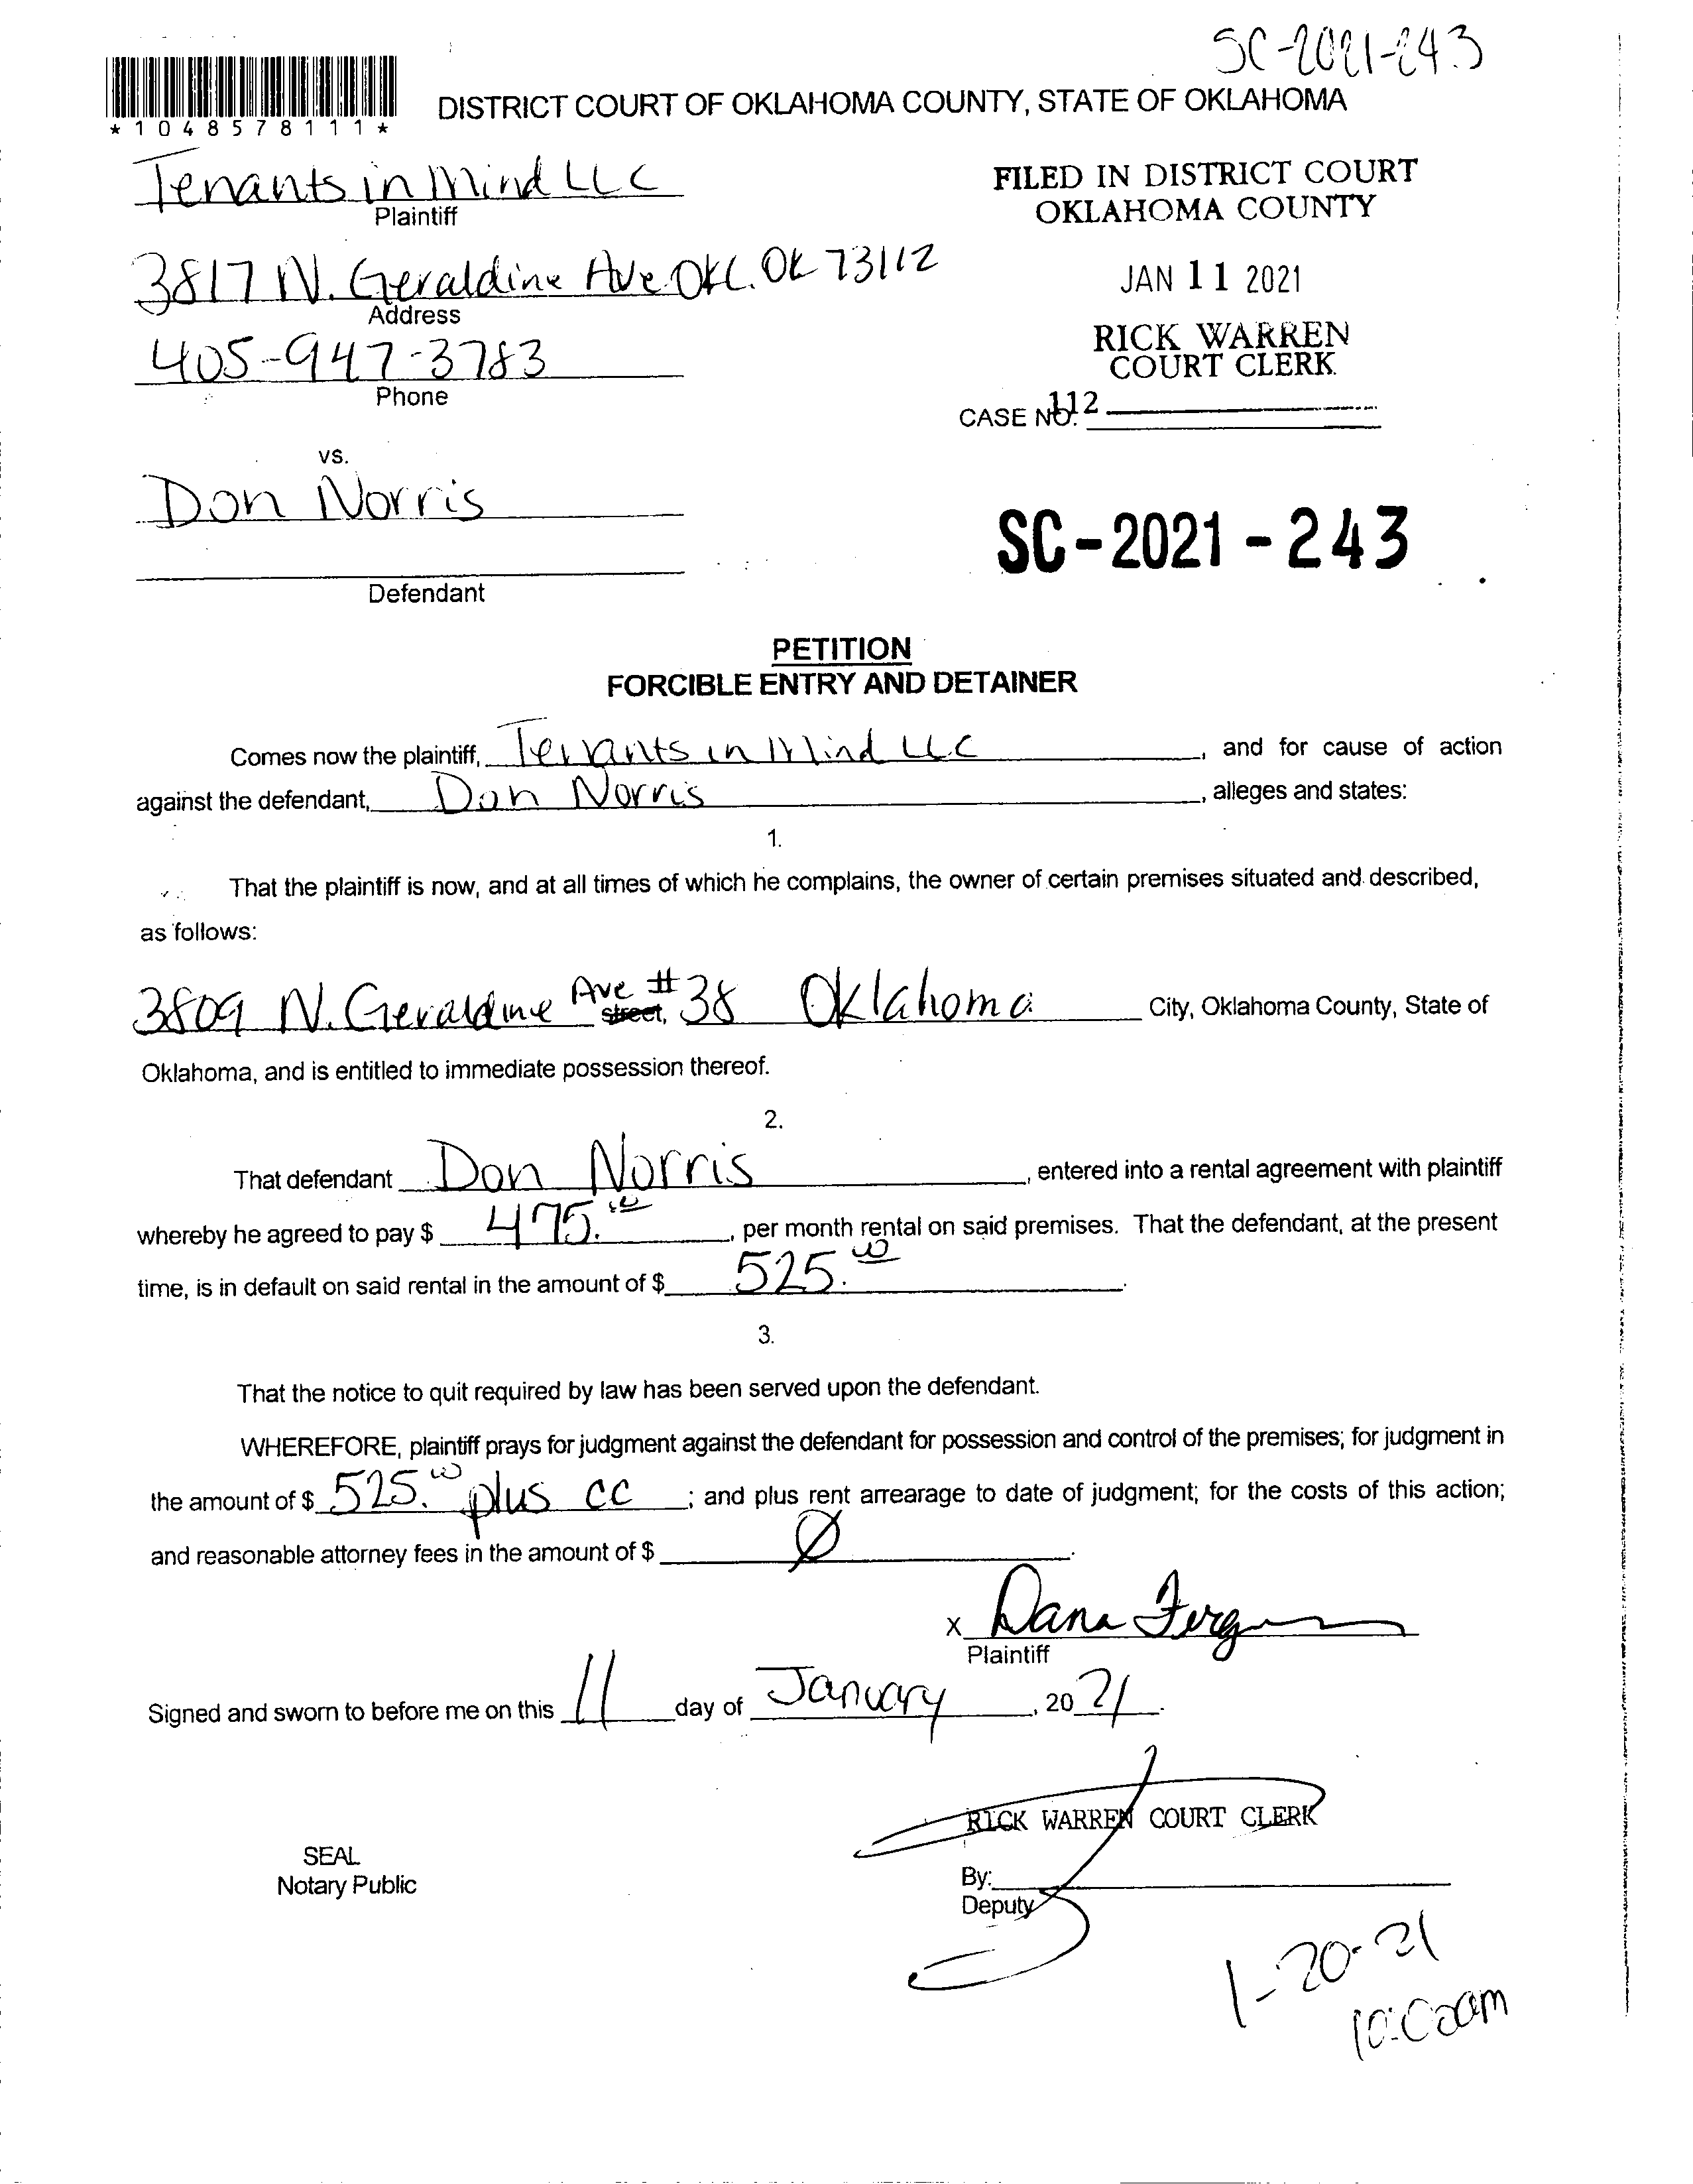 SC-2021-243
*1048578111*
DISTRICT COURT OF OKLAHOMA COUNTY, STATE OF OKLAHOMA
Tenants in Mind LLC
Plaintiff
FILED IN DISTRICT COURT
OKLAHOMA COUNTY
3817 N. Geraldine Ave OKC. OK 73112
Address
JAN 11 2021
405-947-3783
Phone
RICK WARREN
COURT CLERK
CASE NO. 112
vs.
Don Norris
Defendant
SC-2021-243
PETITION
FORCIBLE ENTRY AND DETAINER
Comes now the plaintiff, Tenants in Mind LLC, and for cause of action
against the defendant, Don Norris, alleges and states:
1.
That the plaintiff is now, and at all times of which he complains, the owner of certain premises situated and described,
as follows:
3809 N. Geraldine Ave street, #38 Oklahoma City, Oklahoma County, State of
Oklahoma, and is entitled to immediate possession thereof.
2.
That defendant Don Norris, entered into a rental agreement with plaintiff
whereby he agreed to pay $ 475.00, per month rental on said premises. That the defendant, at the present
time, is in default on said rental in the amount of $ 525.00.
3.
That the notice to quit required by law has been served upon the defendant.
WHEREFORE, plaintiff prays for judgment against the defendant for possession and control of the premises; for judgment in
the amount of $ 525.00 plus CC; and plus rent arrearage to date of judgment; for the costs of this action;
and reasonable attorney fees in the amount of $ Ø.
X Dana Ferguson
Plaintiff
Signed and sworn to before me on this 11 day of January, 2021.
RICK WARREN COURT CLERK
SEAL
Notary Public
By:
Deputy
1-20-21
10:00am